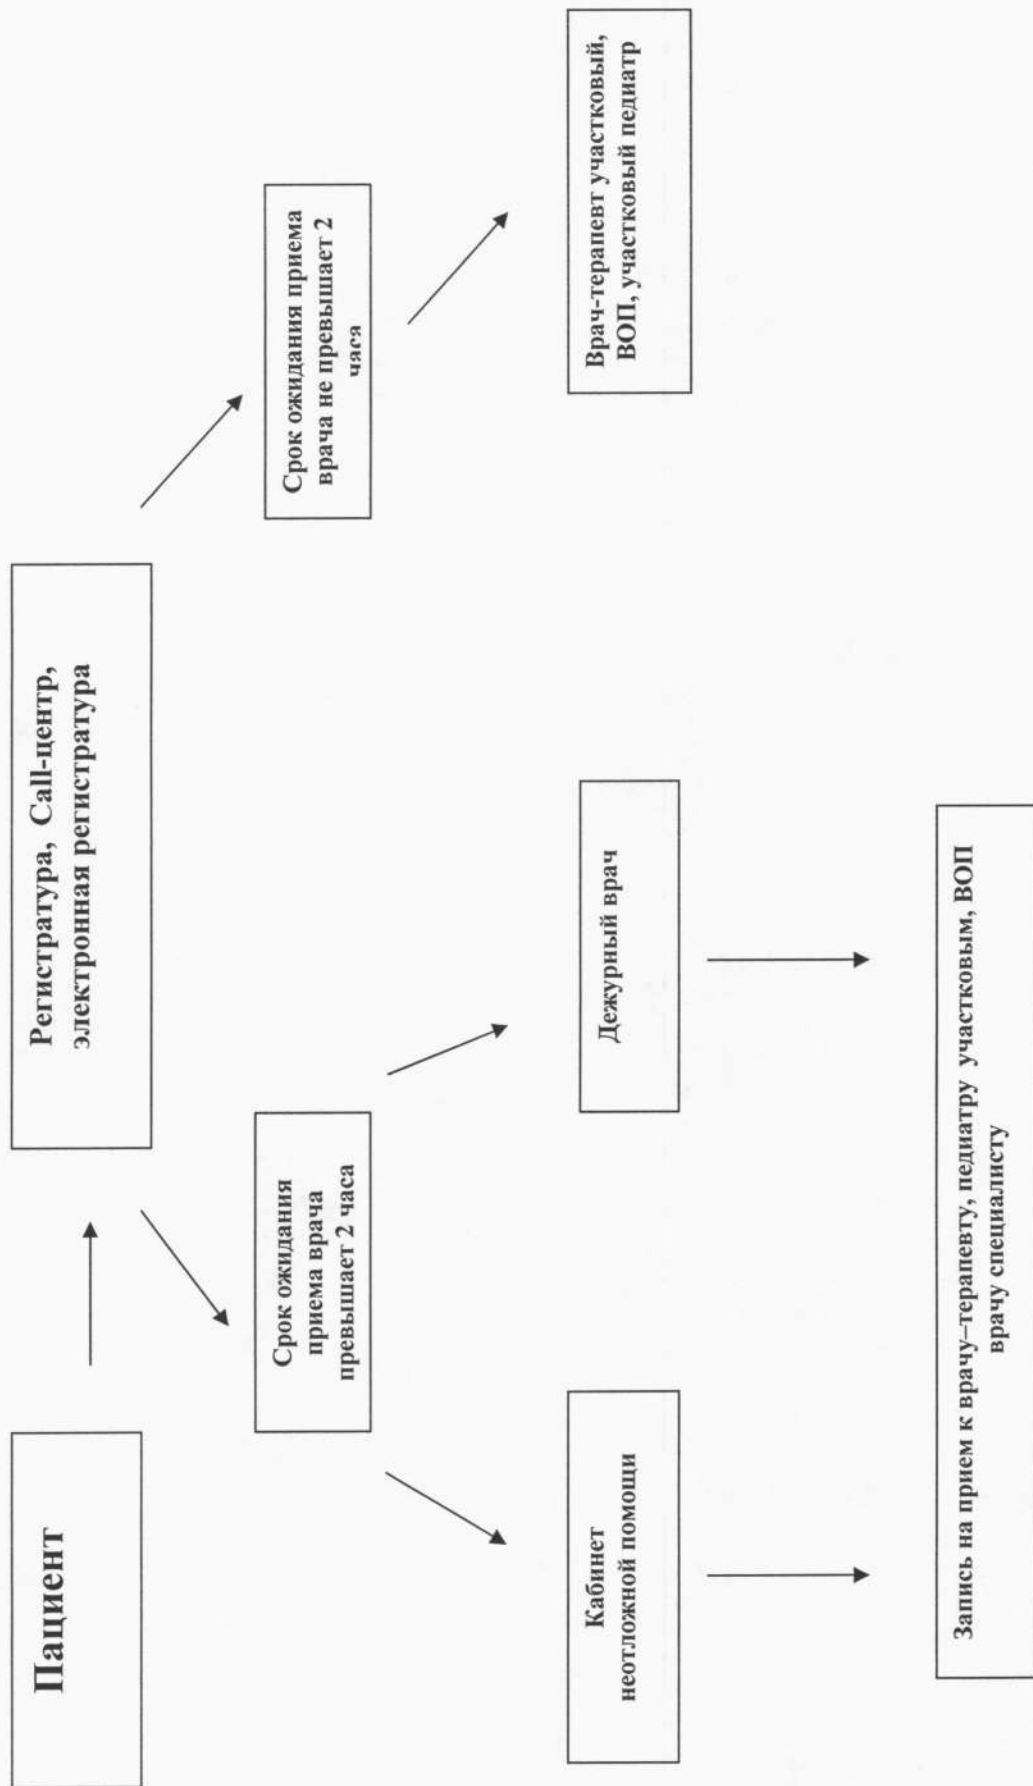 Пациент
Регистратура, Call-центр,
электронная регистратура
Срок ожидания
приема врача
превышает 2 часа
Срок ожидания приема
врача не превышает 2
часа
Кабинет
неотложной помощи
Дежурный врач
Врач-терапевт участковый,
ВОП, участковый педиатр
Запись на прием к врачу–терапевту, педиатру участковым, ВОП
врачу специалисту